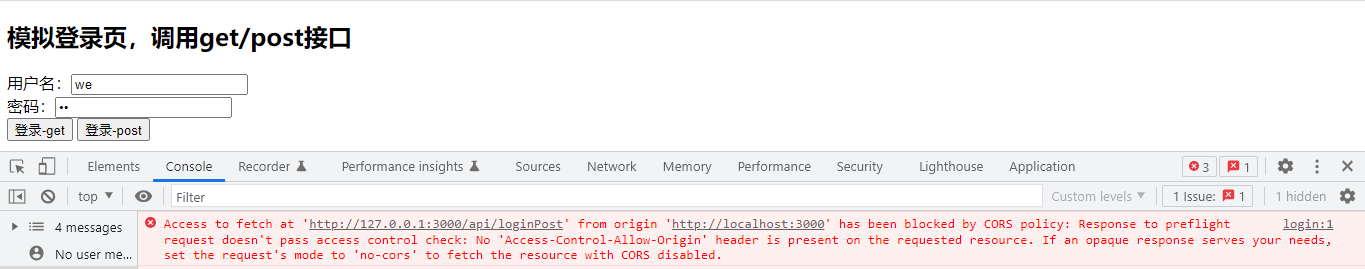 模拟登录页，调用get/post接口
用户名： we
密码： ••
登录-get 登录-post
Elements Console Recorder Performance insights Sources Network Memory Performance Security Lighthouse Application 3 1
top Filter Custom levels 1 Issue: 1 1 hidden
4 messages
No user me...
Access to fetch at 'http://127.0.0.1:3000/api/loginPost' from origin 'http://localhost:3000' has been blocked by CORS policy: Response to preflight login:1
request doesn't pass access control check: No 'Access-Control-Allow-Origin' header is present on the requested resource. If an opaque response serves your needs,
set the request's mode to 'no-cors' to fetch the resource with CORS disabled.